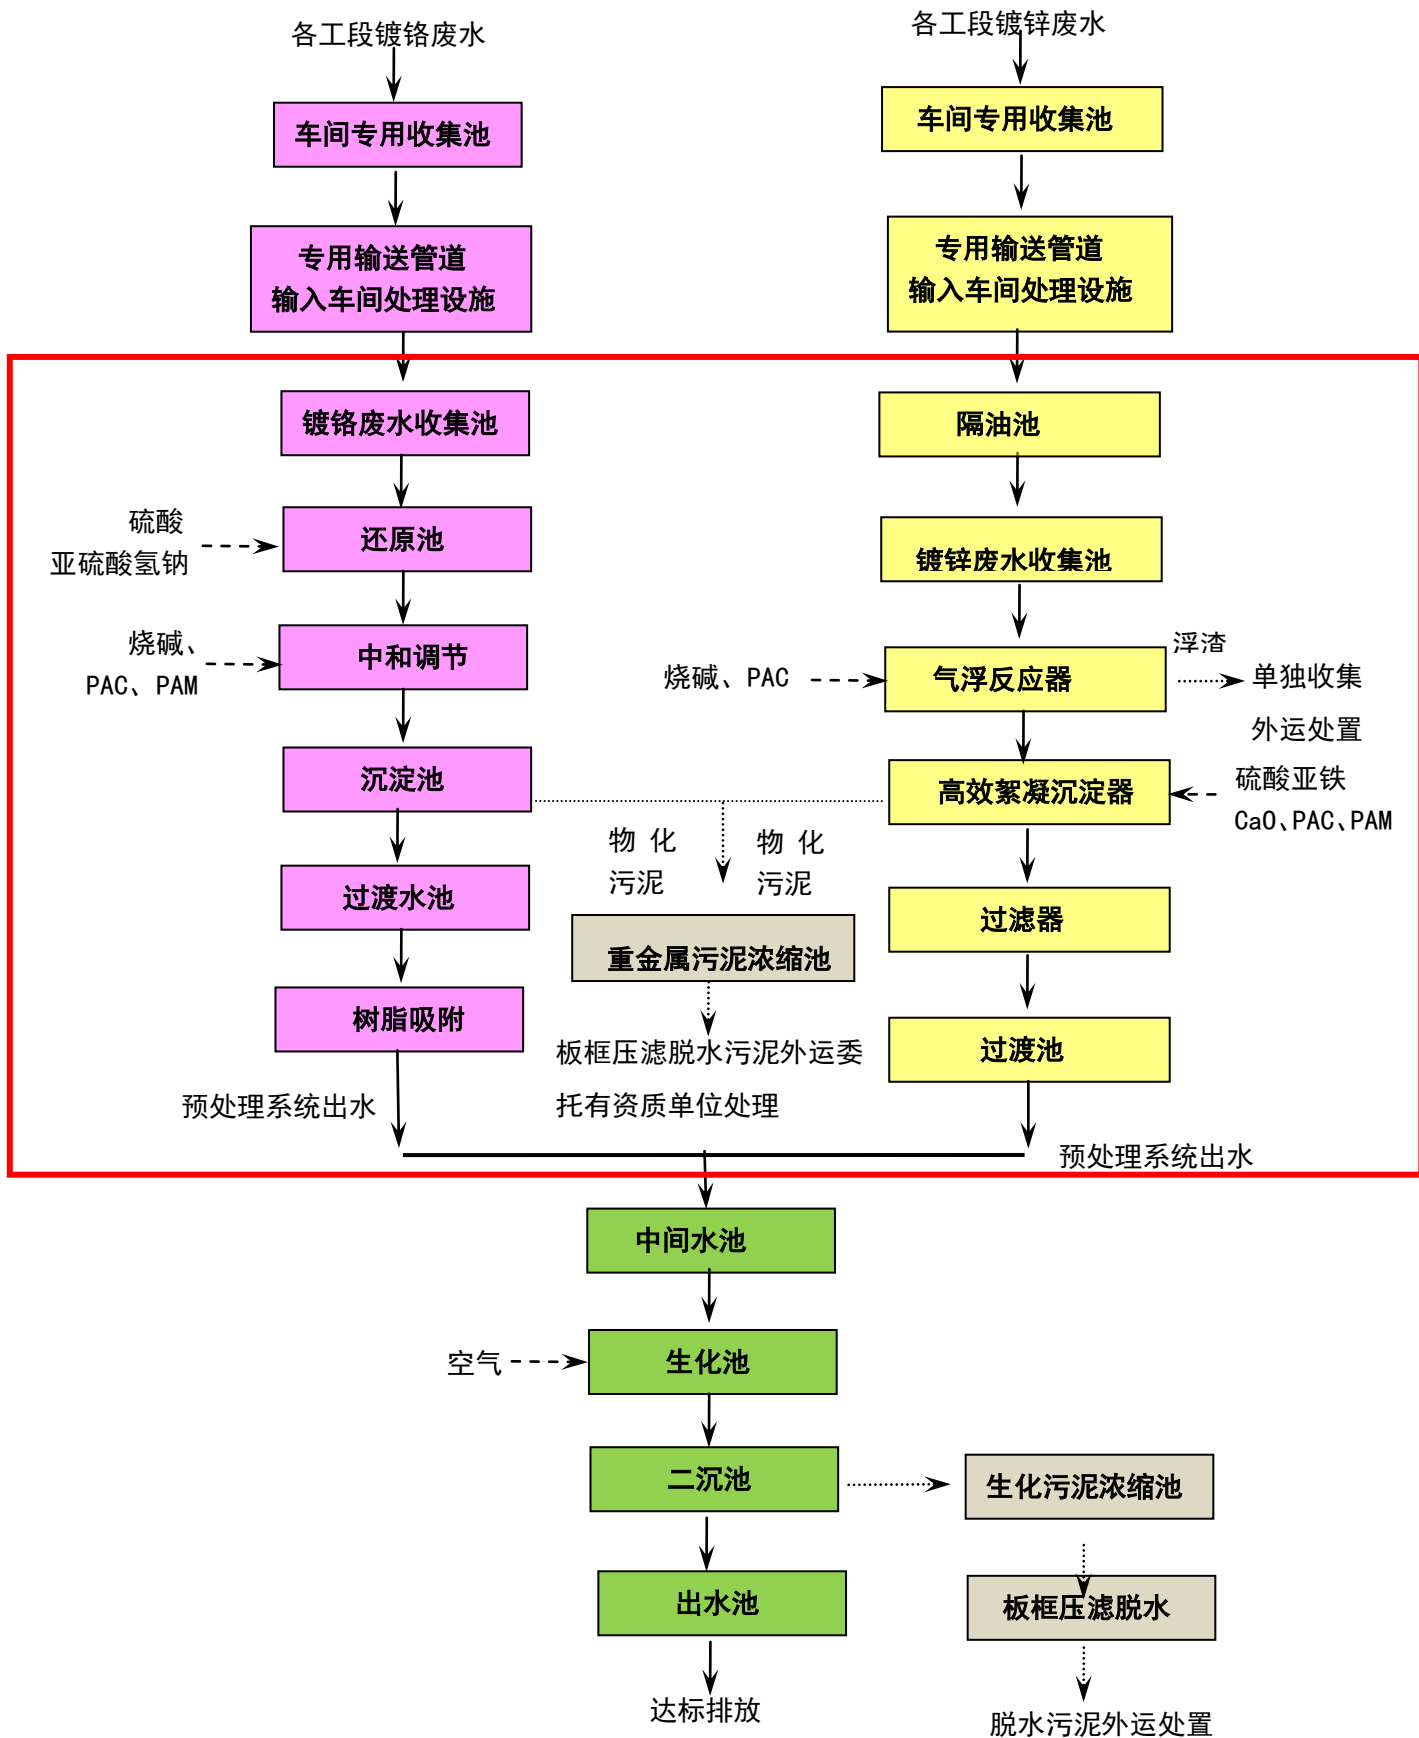 各工段镀铬废水
各工段镀锌废水
车间专用收集池
车间专用收集池
专用输送管道
输入车间处理设施
专用输送管道
输入车间处理设施
镀铬废水收集池
隔油池
硫酸
亚硫酸氢钠
还原池
镀锌废水收集池
烧碱、
PAC、PAM
中和调节
烧碱、PAC
气浮反应器
浮渣
单独收集
外运处置
沉淀池
高效絮凝沉淀器
硫酸亚铁
CaO、PAC、PAM
物 化
污泥
物 化
污泥
过渡水池
过滤器
重金属污泥浓缩池
树脂吸附
过渡池
板框压滤脱水污泥外运委
托有资质单位处理
预处理系统出水
预处理系统出水
中间水池
空气
生化池
二沉池
生化污泥浓缩池
出水池
板框压滤脱水
达标排放
脱水污泥外运处置